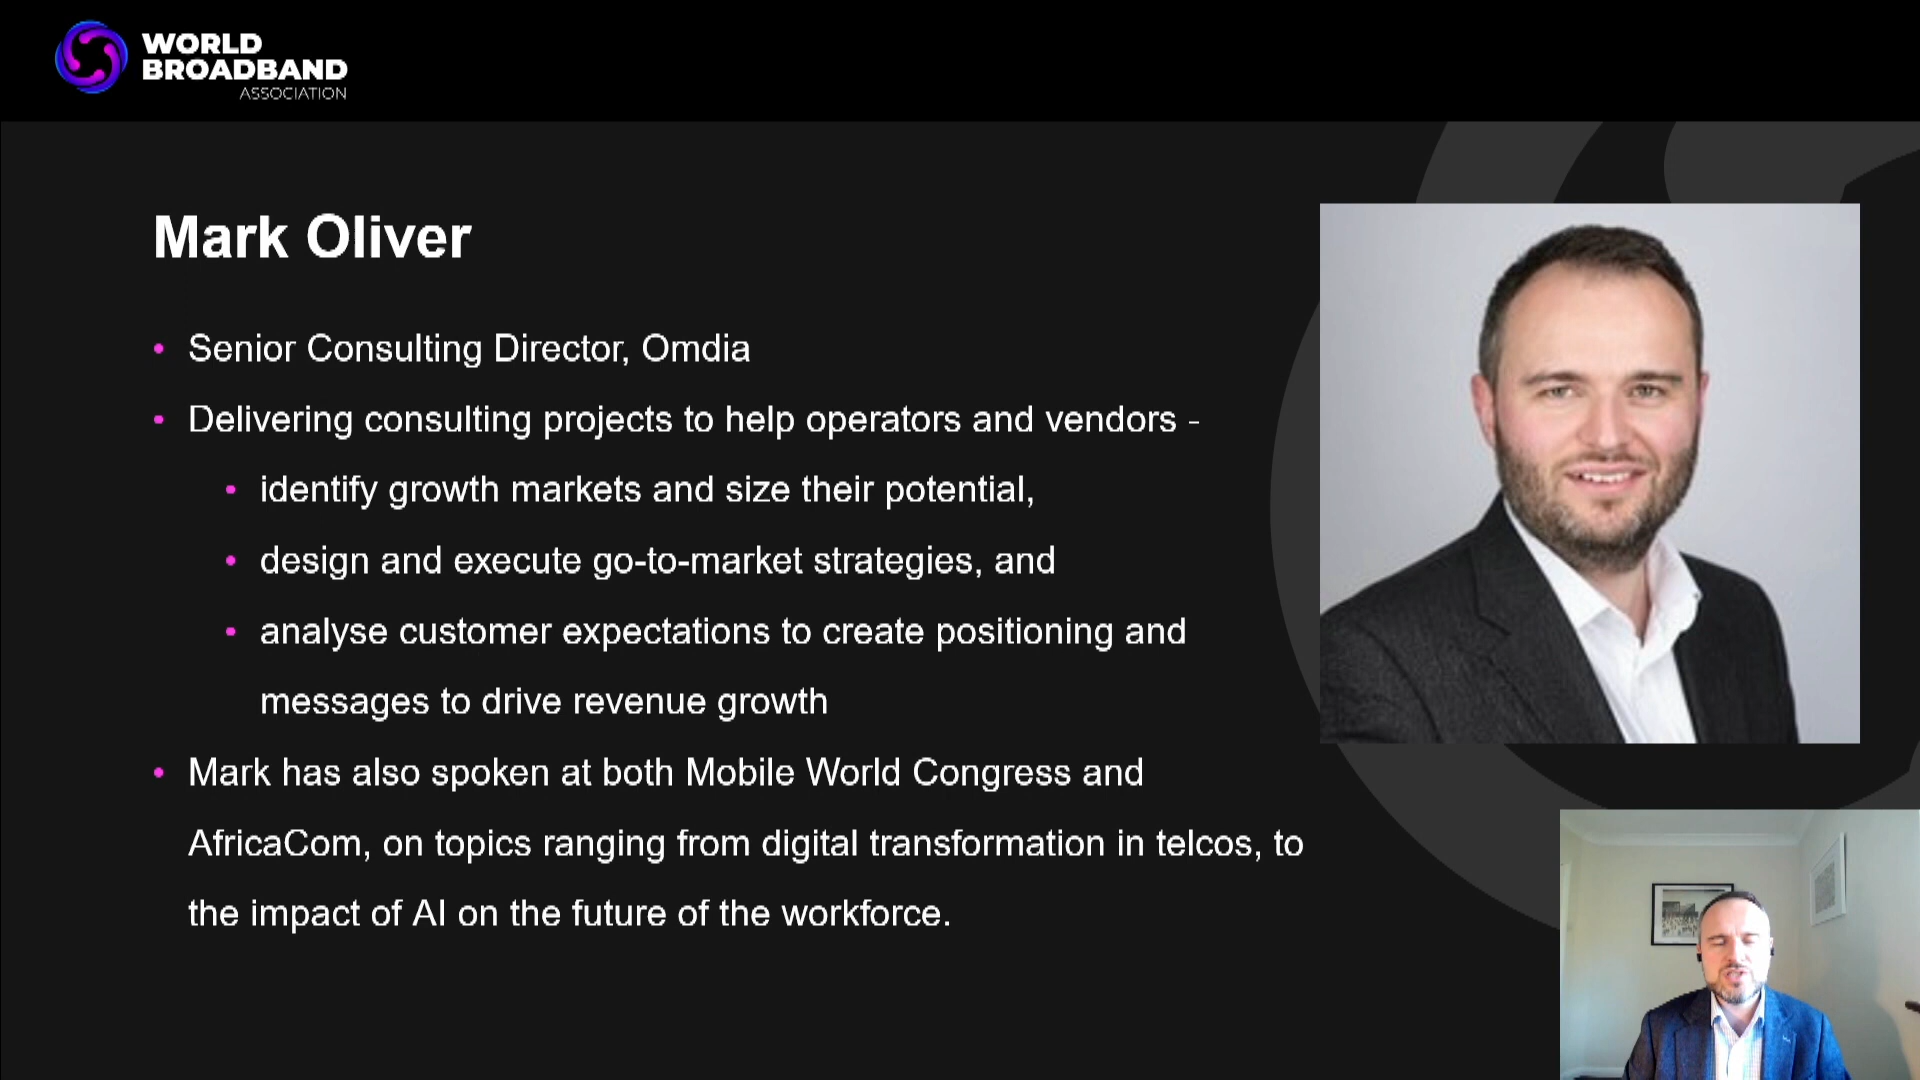 WORLD
BROADBAND
ASSOCIATION
Mark Oliver
• Senior Consulting Director, Omdia
• Delivering consulting projects to help operators and vendors -
• identify growth markets and size their potential,
• design and execute go-to-market strategies, and
• analyse customer expectations to create positioning and
messages to drive revenue growth
• Mark has also spoken at both Mobile World Congress and
AfricaCom, on topics ranging from digital transformation in telcos, to
the impact of AI on the future of the workforce.